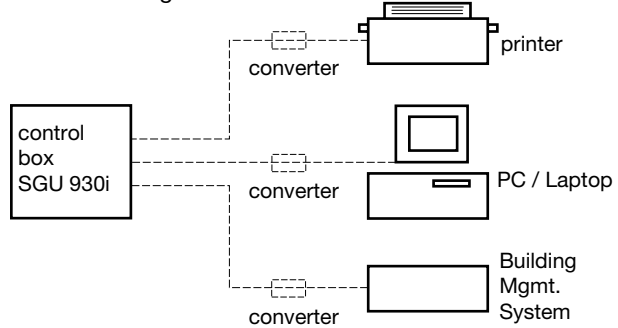 printer
converter
control
box
SGU 930i
converter
PC / Laptop
Building
Mgmt.
System
converter